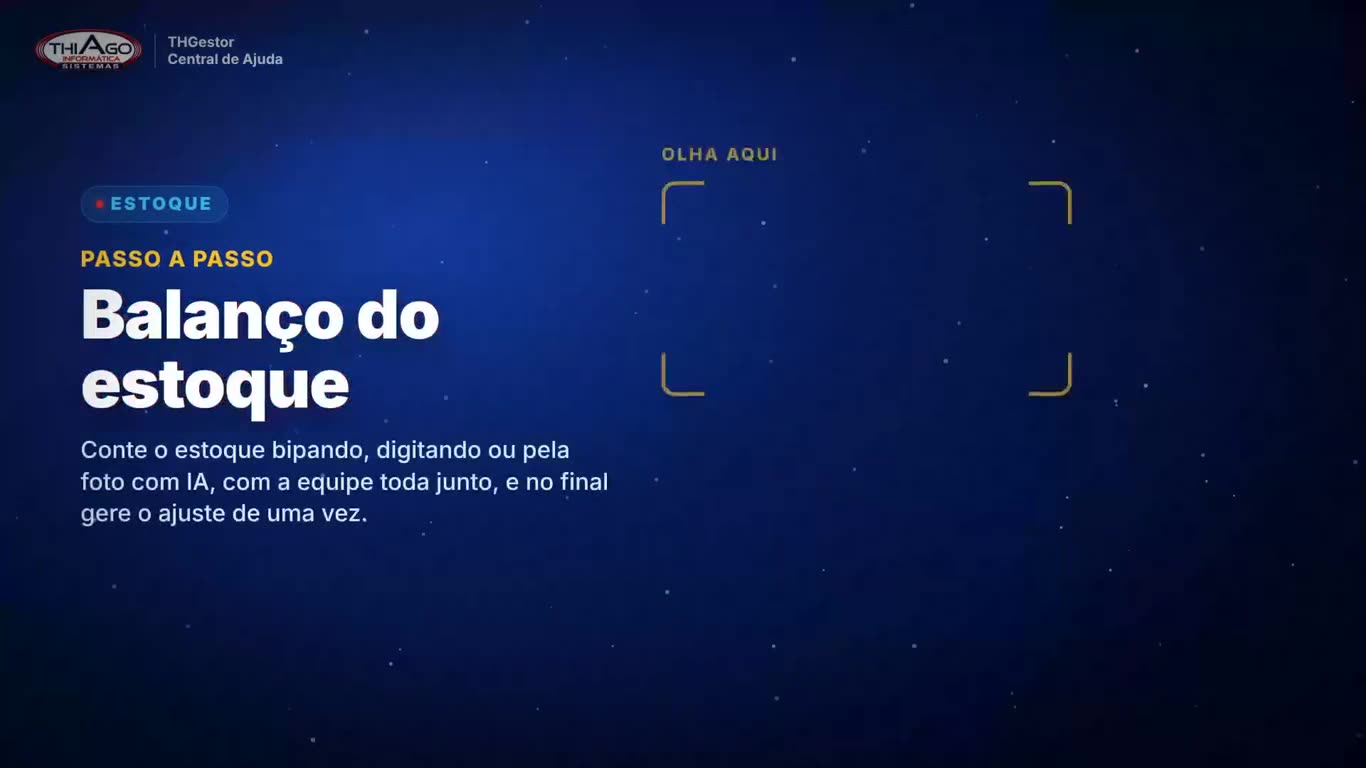 THIAGO
INFORMÁTICA
SISTEMAS
THGestor
Central de Ajuda
ESTOQUE
PASSO A PASSO
Balanço do
estoque
Conte o estoque bipando, digitando ou pela
foto com IA, com a equipe toda junto, e no final
gere o ajuste de uma vez.
OLHA AQUI